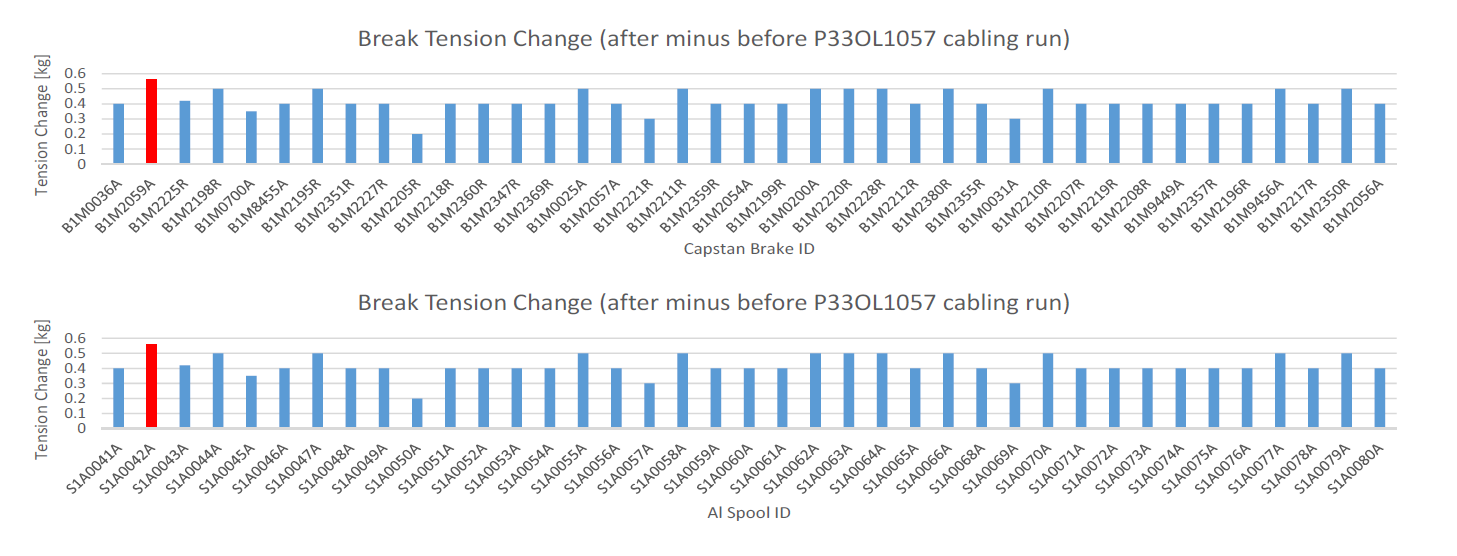 Break Tension Change (after minus before P33OL1057 cabling run)
Tension Change [kg]
0.6
0.5
0.4
0.3
0.2
0.1
0
B1M0036A B1M2059A B1M2225R B1M2198R B1M0700A B1M8455A B1M2195R B1M2351R B1M2227R B1M2205R B1M2218R B1M2360R B1M2347R B1M2369R B1M0025A B1M2057A B1M2221R B1M2211R B1M2359R B1M2054A B1M2199R B1M0200A B1M2220R B1M2228R B1M2212R B1M2380R B1M2355R B1M0031A B1M2210R B1M2207R B1M2219R B1M2208R B1M9449A B1M2357R B1M2196R B1M9456A B1M2217R B1M2350R B1M2056A
Capstan Brake ID
Break Tension Change (after minus before P33OL1057 cabling run)
Tension Change [kg]
0.6
0.5
0.4
0.3
0.2
0.1
0
S1A0041A S1A0042A S1A0043A S1A0044A S1A0045A S1A0046A S1A0047A S1A0048A S1A0049A S1A0050A S1A0051A S1A0052A S1A0053A S1A0054A S1A0055A S1A0056A S1A0057A S1A0058A S1A0059A S1A0060A S1A0061A S1A0062A S1A0063A S1A0064A S1A0065A S1A0066A S1A0068A S1A0069A S1A0070A S1A0071A S1A0072A S1A0073A S1A0074A S1A0075A S1A0076A S1A0077A S1A0078A S1A0079A S1A0080A
Al Spool ID